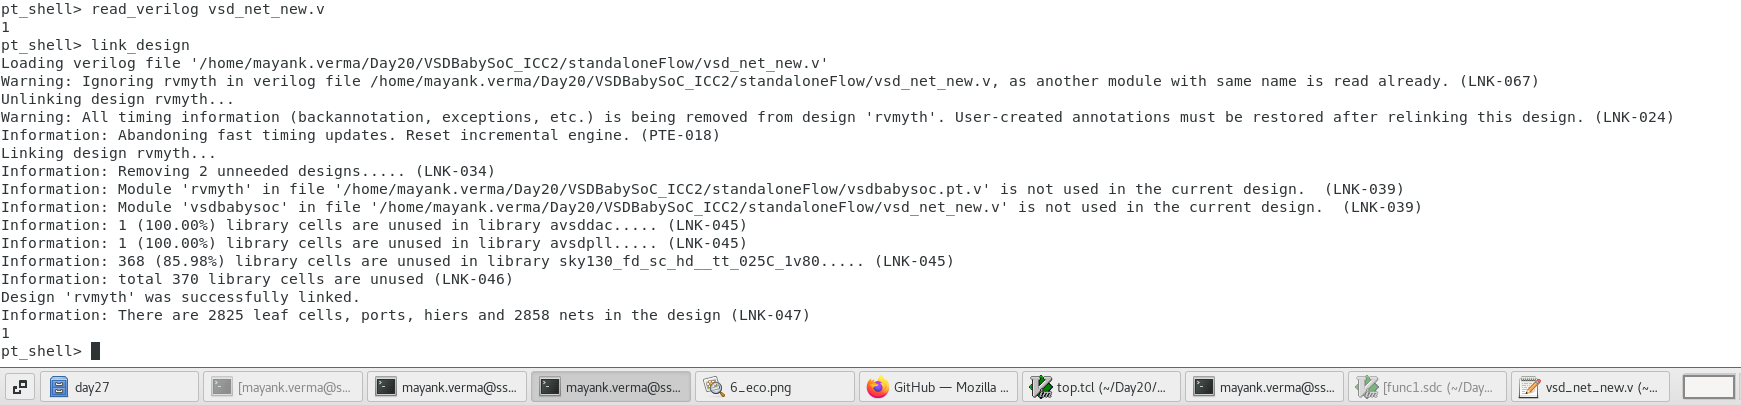 pt_shell> read_verilog vsd_net_new.v
1
pt_shell> link_design
Loading verilog file '/home/mayank.verma/Day20/VSDBabySoC_ICC2/standaloneFlow/vsd_net_new.v'
Warning: Ignoring rvmyth in verilog file /home/mayank.verma/Day20/VSDBabySoC_ICC2/standaloneFlow/vsd_net_new.v, as another module with same name is read already. (LNK-067)
Unlinking design rvmyth...
Warning: All timing information (backannotation, exceptions, etc.) is being removed from design 'rvmyth'. User-created annotations must be restored after relinking this design. (LNK-024)
Information: Abandoning fast timing updates. Reset incremental engine. (PTE-018)
Linking design rvmyth...
Information: Removing 2 unneeded designs..... (LNK-034)
Information: Module 'rvmyth' in file '/home/mayank.verma/Day20/VSDBabySoC_ICC2/standaloneFlow/vsdbabysoc.pt.v' is not used in the current design.  (LNK-039)
Information: Module 'vsdbabysoc' in file '/home/mayank.verma/Day20/VSDBabySoC_ICC2/standaloneFlow/vsd_net_new.v' is not used in the current design.  (LNK-039)
Information: 1 (100.00%) library cells are unused in library avsddac..... (LNK-045)
Information: 1 (100.00%) library cells are unused in library avsdpll..... (LNK-045)
Information: 368 (85.98%) library cells are unused in library sky130_fd_sc_hd__tt_025C_1v80..... (LNK-045)
Information: total 370 library cells are unused (LNK-046)
Design 'rvmyth' was successfully linked.
Information: There are 2825 leaf cells, ports, hiers and 2858 nets in the design (LNK-047)
1
pt_shell>
day27 [mayank.verma@s... mayank.verma@ss... mayank.verma@ss... 6_eco.png GitHub — Mozilla ... top.tcl (~/Day20/... mayank.verma@ss... [func1.sdc (~/Day... vsd_net_new.v (~...